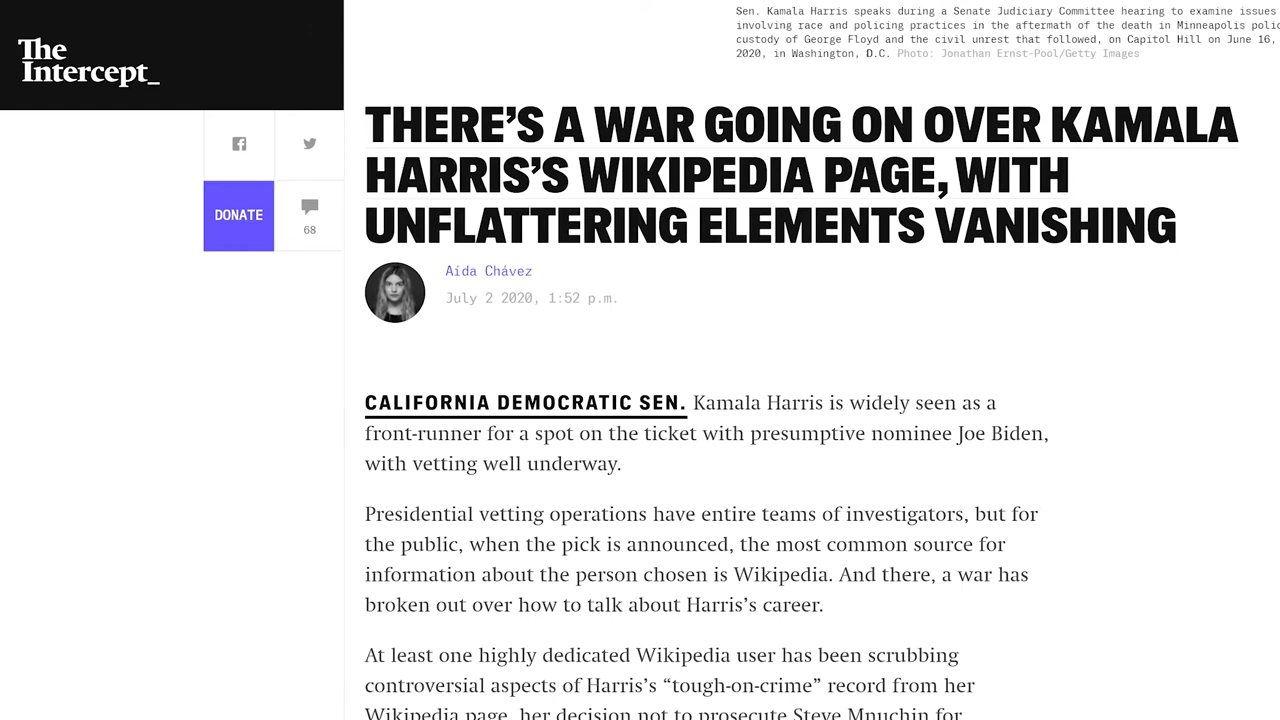 The
Intercept_
Sen. Kamala Harris speaks during a Senate Judiciary Committee hearing to examine issues
involving race and policing practices in the aftermath of the death in Minneapolis polic
custody of George Floyd and the civil unrest that followed, on Capitol Hill on June 16,
2020, in Washington, D.C. Photo: Jonathan Ernst-Pool/Getty Images
THERE’S A WAR GOING ON OVER KAMALA
HARRIS’S WIKIPEDIA PAGE, WITH
UNFLATTERING ELEMENTS VANISHING
DONATE
68
Aída Chávez
July 2 2020, 1:52 p.m.
CALIFORNIA DEMOCRATIC SEN. Kamala Harris is widely seen as a
front-runner for a spot on the ticket with presumptive nominee Joe Biden,
with vetting well underway.
Presidential vetting operations have entire teams of investigators, but for
the public, when the pick is announced, the most common source for
information about the person chosen is Wikipedia. And there, a war has
broken out over how to talk about Harris’s career.
At least one highly dedicated Wikipedia user has been scrubbing
controversial aspects of Harris’s “tough-on-crime” record from her
Wikipedia page, her decision not to prosecute Steve Mnuchin for